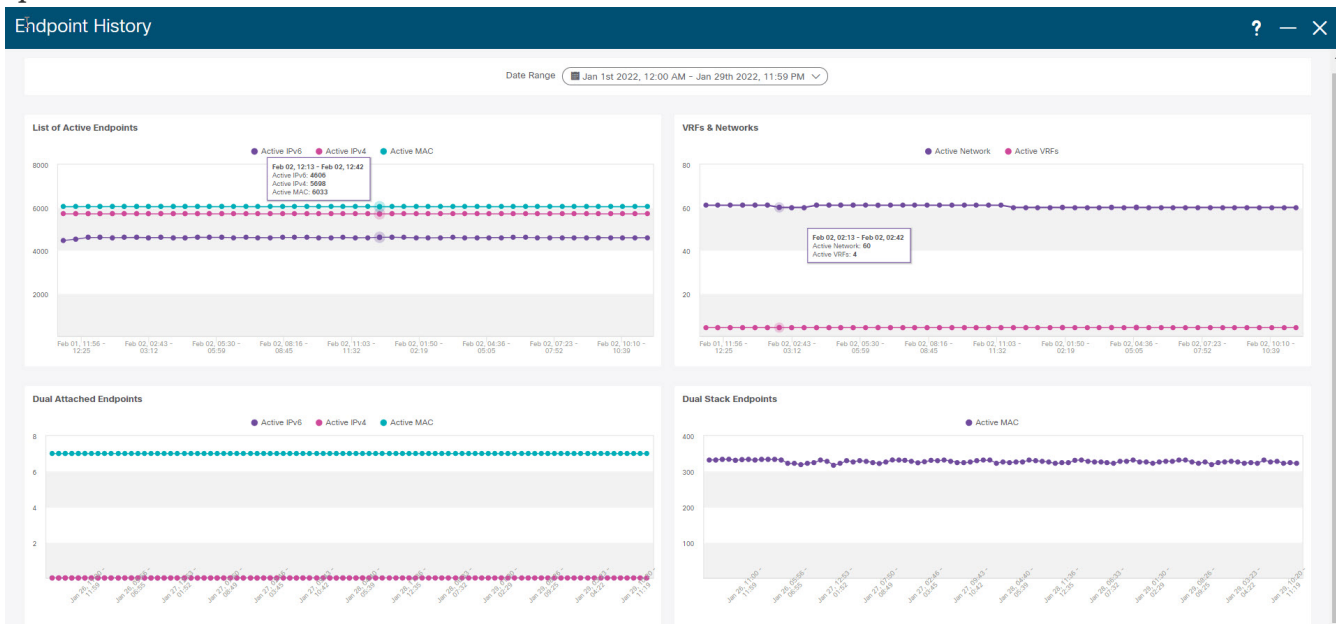 Endpoint History
?
Date Range
Jan 1st 2022, 12:00 AM - Jan 29th 2022, 11:59 PM
List of Active Endpoints
Active IPv6 Active IPv4 Active MAC
8000
6000
4000
2000
Feb 02, 12:13 - Feb 02, 12:42
Active IPv6: 4606
Active IPv4: 5698
Active MAC: 6033
Feb 01, 11:56 - 
12:25
Feb 02, 02:43 - 
03:12
Feb 02, 05:30 - 
05:59
Feb 02, 08:16 - 
08:45
Feb 02, 11:03 - 
11:32
Feb 02, 01:50 - 
02:19
Feb 02, 04:36 - 
05:05
Feb 02, 07:23 - 
07:52
Feb 02, 10:10 - 
10:39
VRFs & Networks
Active Network Active VRFs
80
60
40
20
Feb 02, 02:13 - Feb 02, 02:42
Active Network: 60
Active VRFs: 4
Feb 01, 11:56 - 
12:25
Feb 02, 02:43 - 
03:12
Feb 02, 05:30 - 
05:59
Feb 02, 08:16 - 
08:45
Feb 02, 11:03 - 
11:32
Feb 02, 01:50 - 
02:19
Feb 02, 04:36 - 
05:05
Feb 02, 07:23 - 
07:52
Feb 02, 10:10 - 
10:39
Dual Attached Endpoints
Active IPv6 Active IPv4 Active MAC
8
6
4
2
Dual Stack Endpoints
Active MAC
400
300
200
100